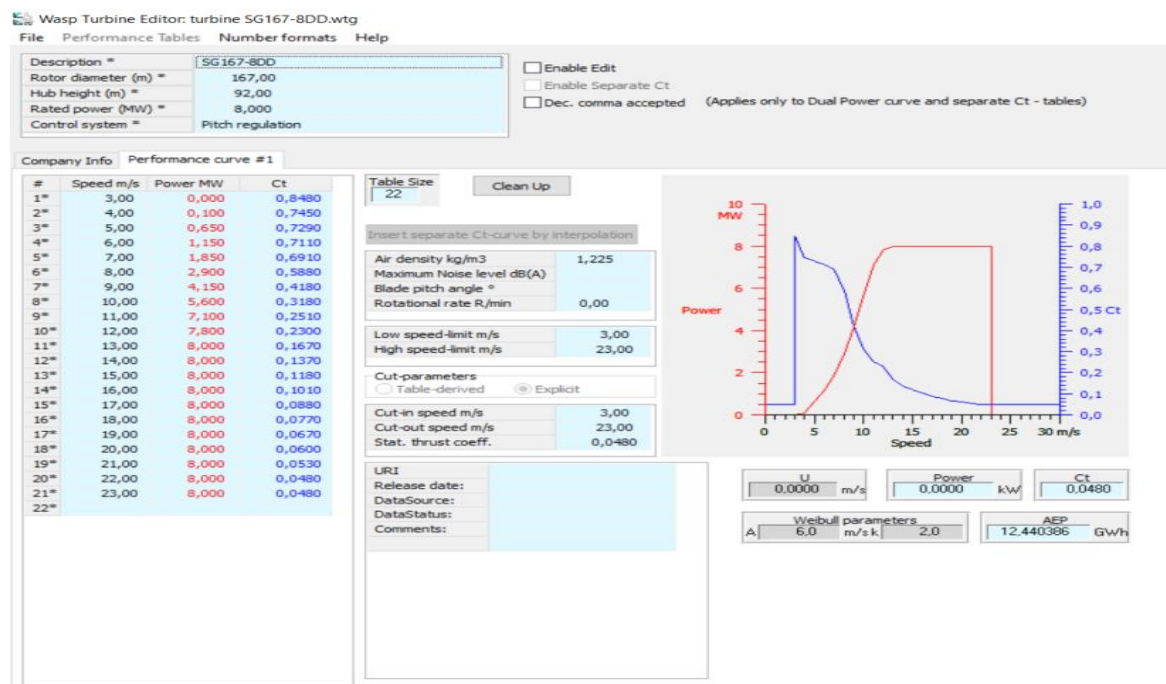 Wasp Turbine Editor: turbine SG167-8DD.wtg
File Performance Tables Number formats Help
Description * SG167-8DD
Rotor diameter (m) * 167,00
Hub height (m) * 92,00
Rated power (MW) * 8,000
Control system * Pitch regulation
Enable Edit
Enable Separate Ct
Dec. comma accepted (Applies only to Dual Power curve and separate Ct - tables)
Company Info Performance curve #1
# Speed m/s Power MW Ct
1* 3,00 0,000 0,8480
2* 4,00 0,100 0,7450
3* 5,00 0,650 0,7290
4* 6,00 1,150 0,7110
5* 7,00 1,850 0,6910
6* 8,00 2,900 0,5880
7* 9,00 4,150 0,4180
8* 10,00 5,600 0,3180
9* 11,00 7,100 0,2510
10* 12,00 7,800 0,2300
11* 13,00 8,000 0,1670
12* 14,00 8,000 0,1370
13* 15,00 8,000 0,1180
14* 16,00 8,000 0,1010
15* 17,00 8,000 0,0880
16* 18,00 8,000 0,0770
17* 19,00 8,000 0,0670
18* 20,00 8,000 0,0600
19* 21,00 8,000 0,0530
20* 22,00 8,000 0,0480
21* 23,00 8,000 0,0480
22*
Table Size
22
Clean Up
Insert separate Ct-curve by interpolation
Air density kg/m3 1,225
Maximum Noise level dB(A)
Blade pitch angle °
Rotational rate R/min 0,00
Low speed-limit m/s 3,00
High speed-limit m/s 23,00
Cut-parameters
Table-derived Explicit
Cut-in speed m/s 3,00
Cut-out speed m/s 23,00
Stat. thrust coeff. 0,0480
URI
Release date:
DataSource:
DataStatus:
Comments:
10
MW
8
6
Power
4
2
0
1,0
0,9
0,8
0,7
0,6
0,5 Ct
0,4
0,3
0,2
0,1
0,0
0 5 10 15 20 25 30 m/s
Speed
U
0,0000 m/s
Power
0,0000 kW
Ct
0,0480
Weibull parameters
A 6,0 m/s k 2,0
AEP
12,440386 GWh